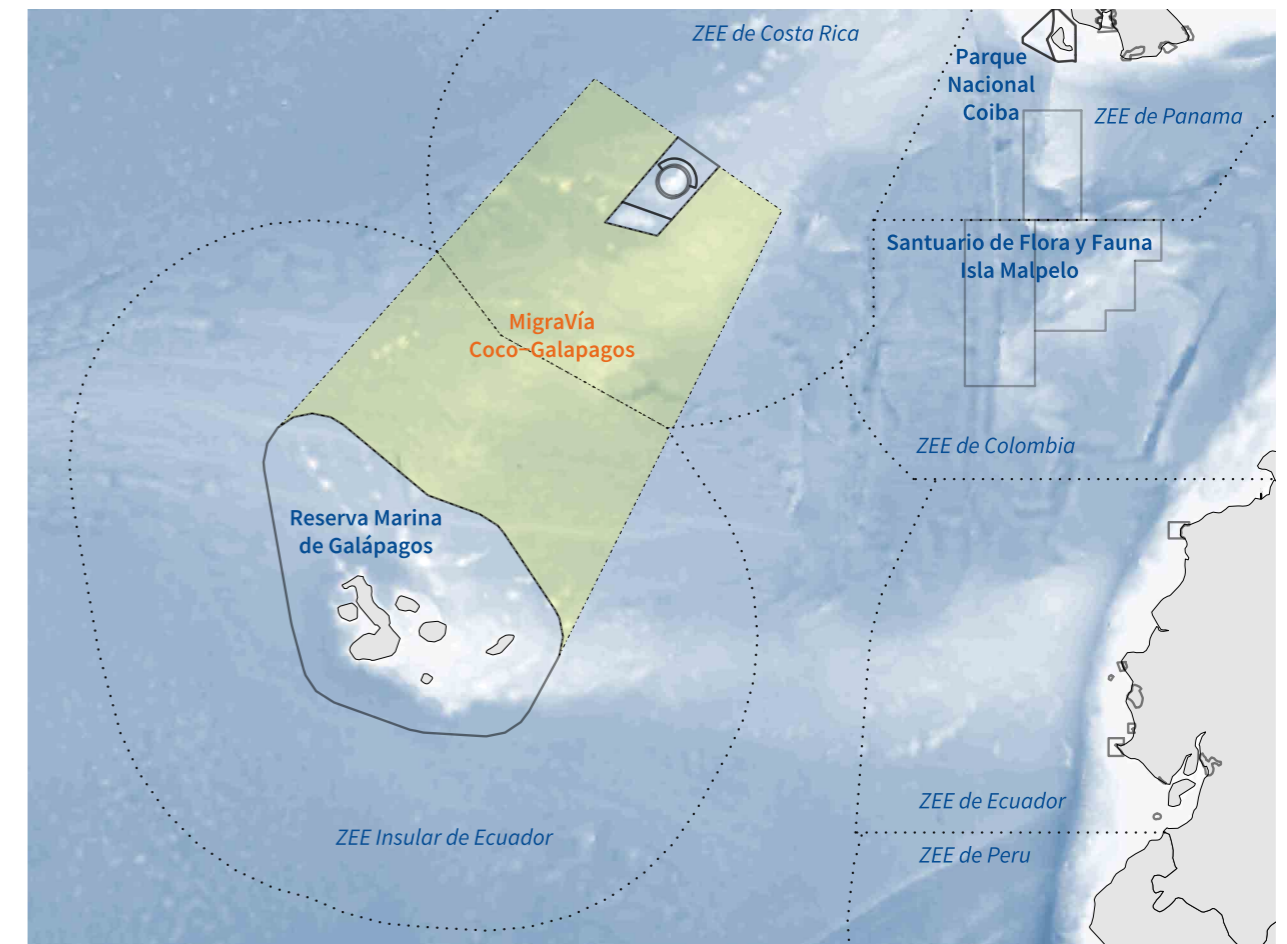 ZEE de Costa Rica
Parque
Nacional
Coiba
ZEE de Panama
Santuario de Flora y Fauna
Isla Malpelo
MigraVía
Coco-Galapagos
ZEE de Colombia
Reserva Marina
de Galápagos
ZEE de Ecuador
ZEE Insular de Ecuador
ZEE de Peru